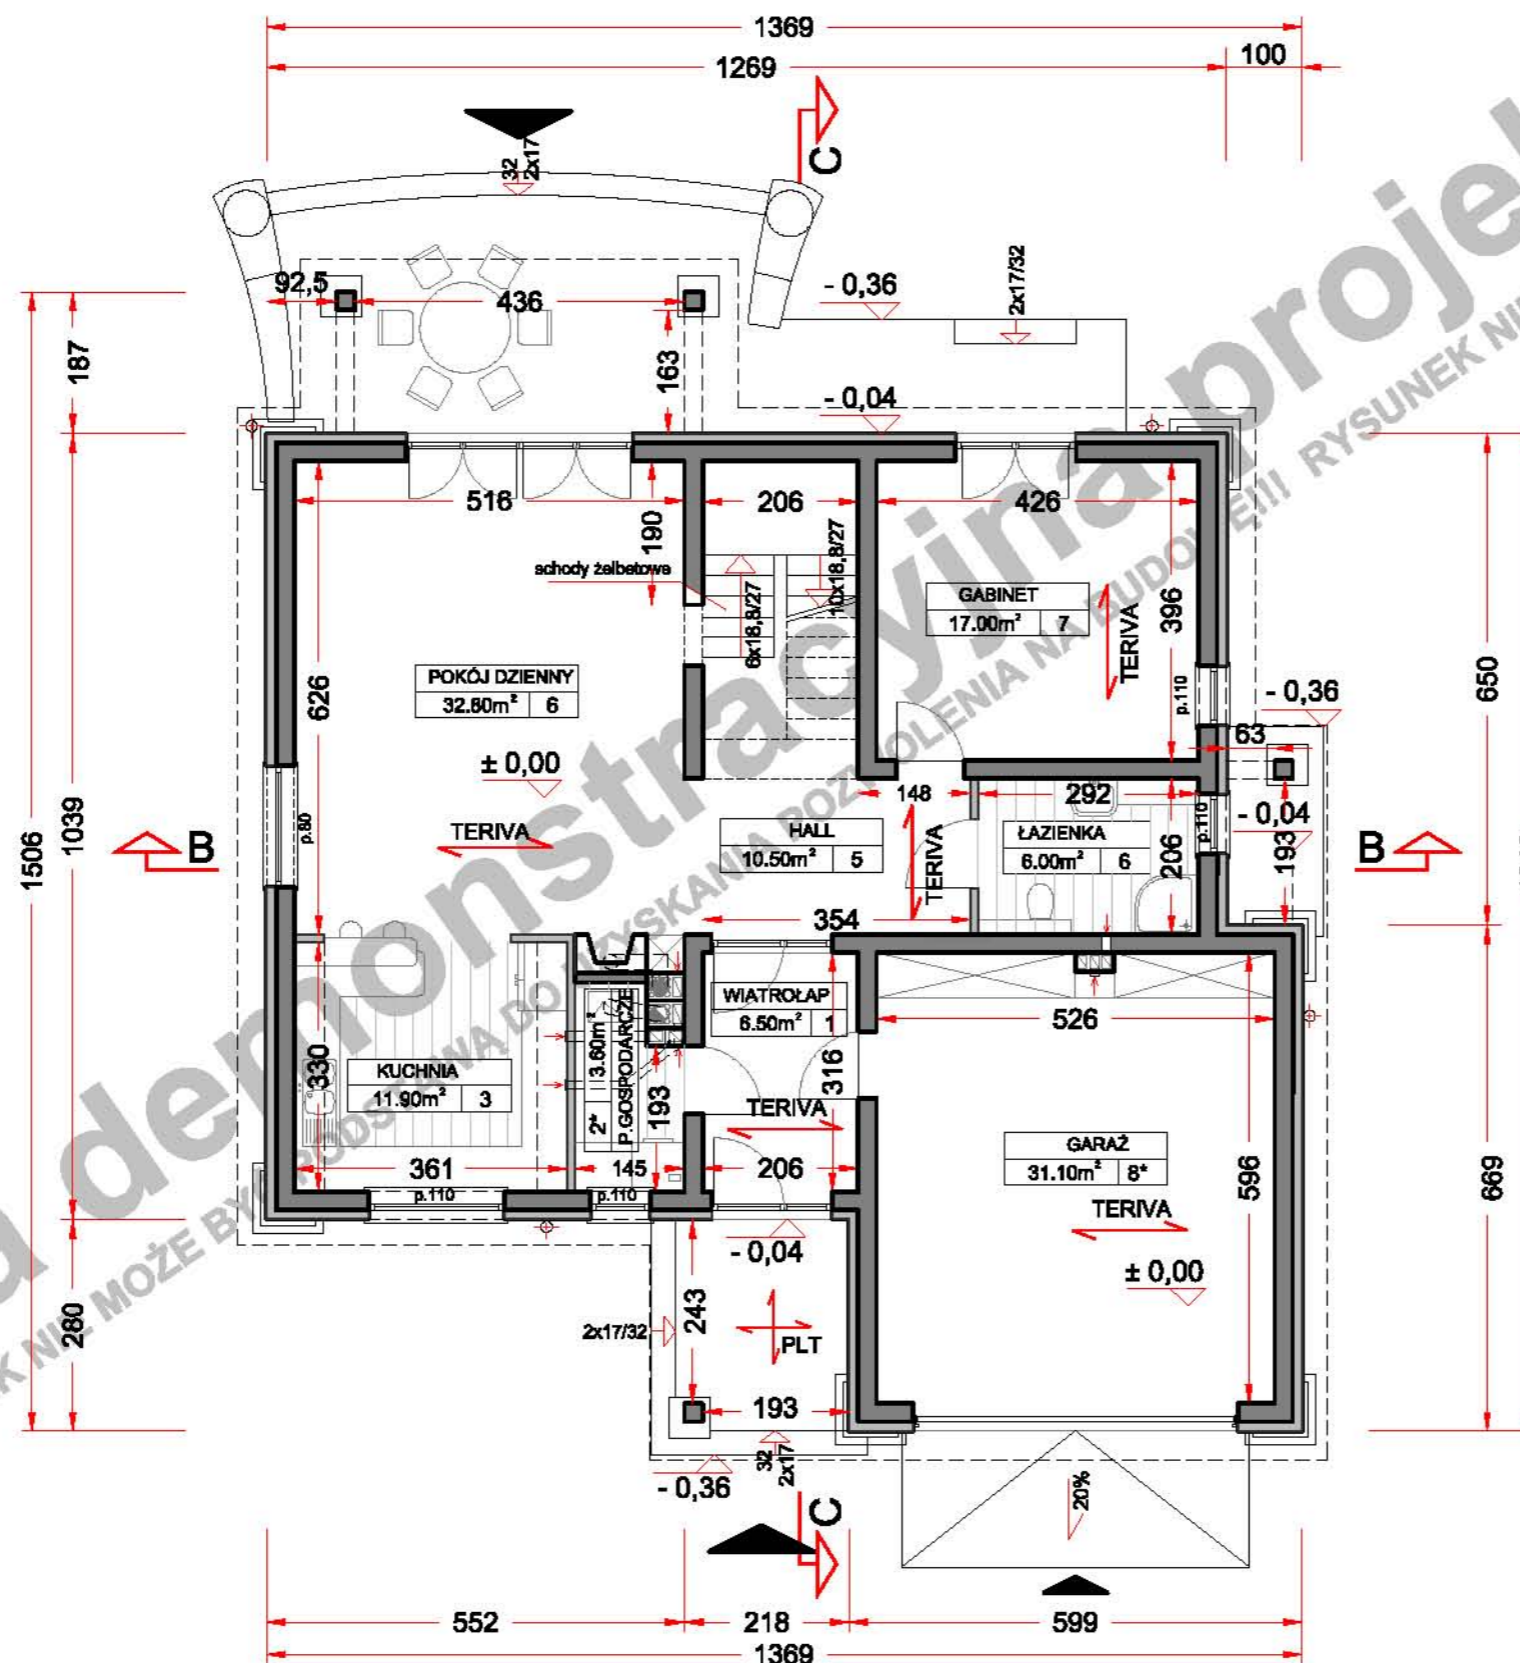 1369
1269
100
C
32
2x17
92,5
436
- 0,36
2x17/32
187
163
- 0,04
516
206
426
190
10x18,8/27
schody żelbetowe
6x18,8/27
GABINET
17.00m² 7
TERIVA
396
650
626
POKÓJ DZIENNY
32.60m² 6
p.110
- 0,36
63
± 0,00
1506
1039
p.80
148
292
- 0,04
B
TERIVA
HALL
10.50m² 5
TERIVA
ŁAZIENKA
6.00m² 6
206
p.110
193
B
354
WIATROŁAP
6.50m² 1
526
330
KUCHNIA
11.90m² 3
2* 3.60m²
P.GOSPODARCZE
193
316
TERIVA
GARAŻ
31.10m² 8*
596
669
361
145
206
p.110
p.110
TERIVA
- 0,04
± 0,00
280
243
2x17/32
PLT
193
32
2x17
- 0,36
20%
C
552
218
599
1369
demonstracyjna proje
RYSUNEK NIE MOŻE BYĆ PODSTAWĄ DO UZYSKANIA POZWOLENIA NA BUDOWĘ!!! RYSUNEK NI